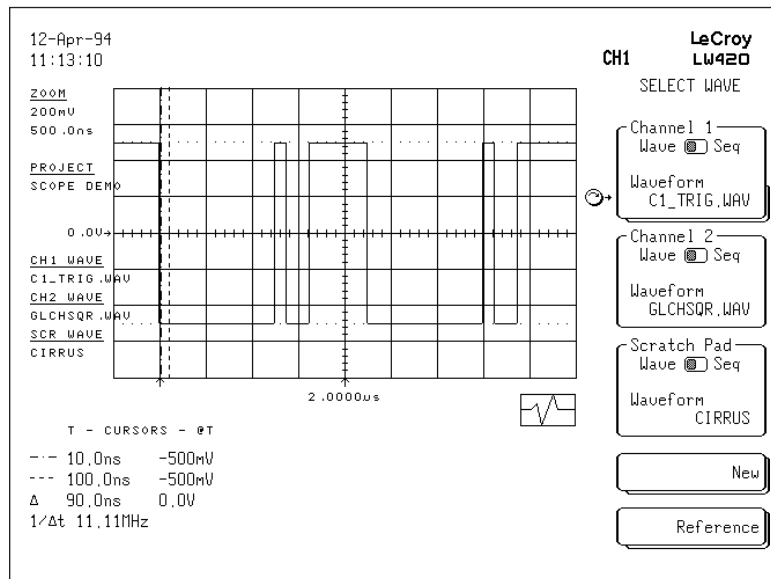 12-Apr-94
11:13:10
LeCroy
CH1 LW420
ZOOM
200mV
500.0ns
PROJECT
SCOPE DEMO
0.0V
CH1 WAVE
C1_TRIG.WAV
CH2 WAVE
GLCHSQR.WAV
SCR WAVE
CIRRUS
2.0000us
T - CURSORS - @T
10.0ns -500mV
100.0ns -500mV
Δ 90.0ns 0.0V
1/Δt 11.11MHz
SELECT WAVE
Channel 1
Wave Seq
Waveform
C1_TRIG.WAV
Channel 2
Wave Seq
Waveform
GLCHSQR.WAV
Scratch Pad
Wave Seq
Waveform
CIRRUS
New
Reference